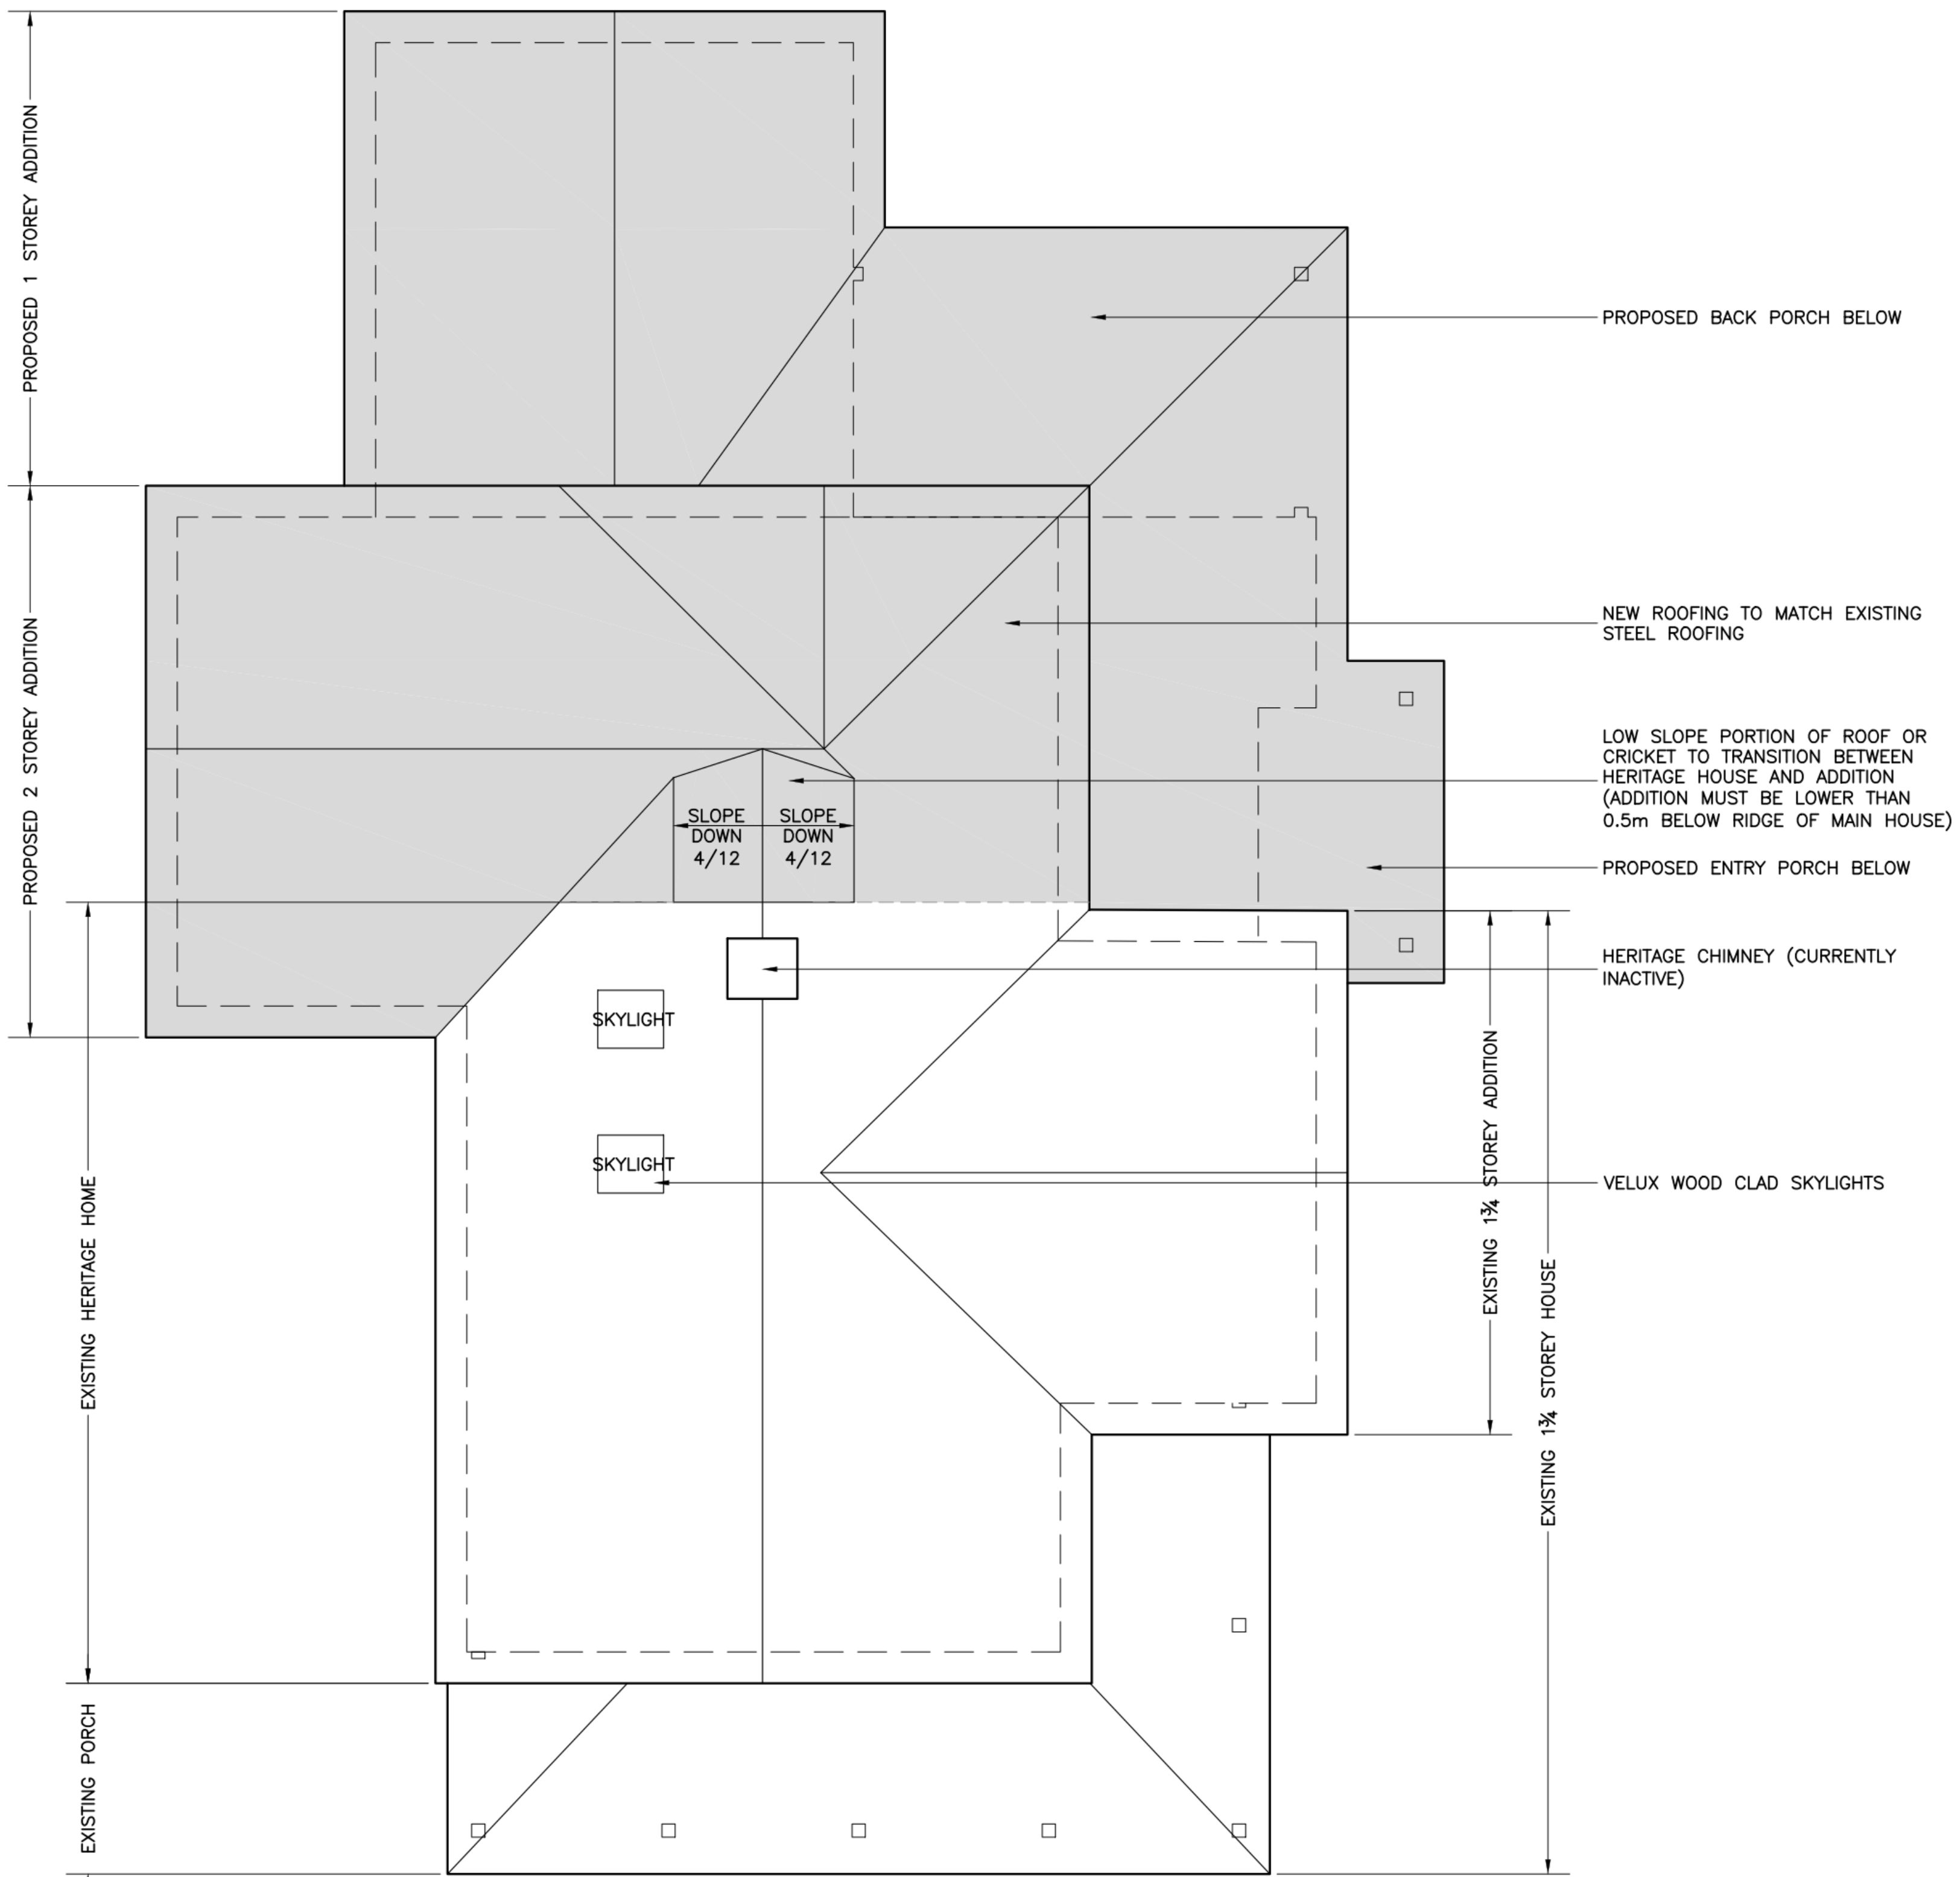 PROPOSED 1 STOREY ADDITION
PROPOSED BACK PORCH BELOW
NEW ROOFING TO MATCH EXISTING
STEEL ROOFING
PROPOSED 2 STOREY ADDITION
LOW SLOPE PORTION OF ROOF OR
CRICKET TO TRANSITION BETWEEN
HERITAGE HOUSE AND ADDITION
(ADDITION MUST BE LOWER THAN
0.5m BELOW RIDGE OF MAIN HOUSE)
SLOPE
DOWN
4/12
SLOPE
DOWN
4/12
PROPOSED ENTRY PORCH BELOW
HERITAGE CHIMNEY (CURRENTLY
INACTIVE)
SKYLIGHT
SKYLIGHT
VELUX WOOD CLAD SKYLIGHTS
EXISTING 1¾ STOREY ADDITION
EXISTING 1¾ STOREY HOUSE
EXISTING HERITAGE HOME
EXISTING PORCH